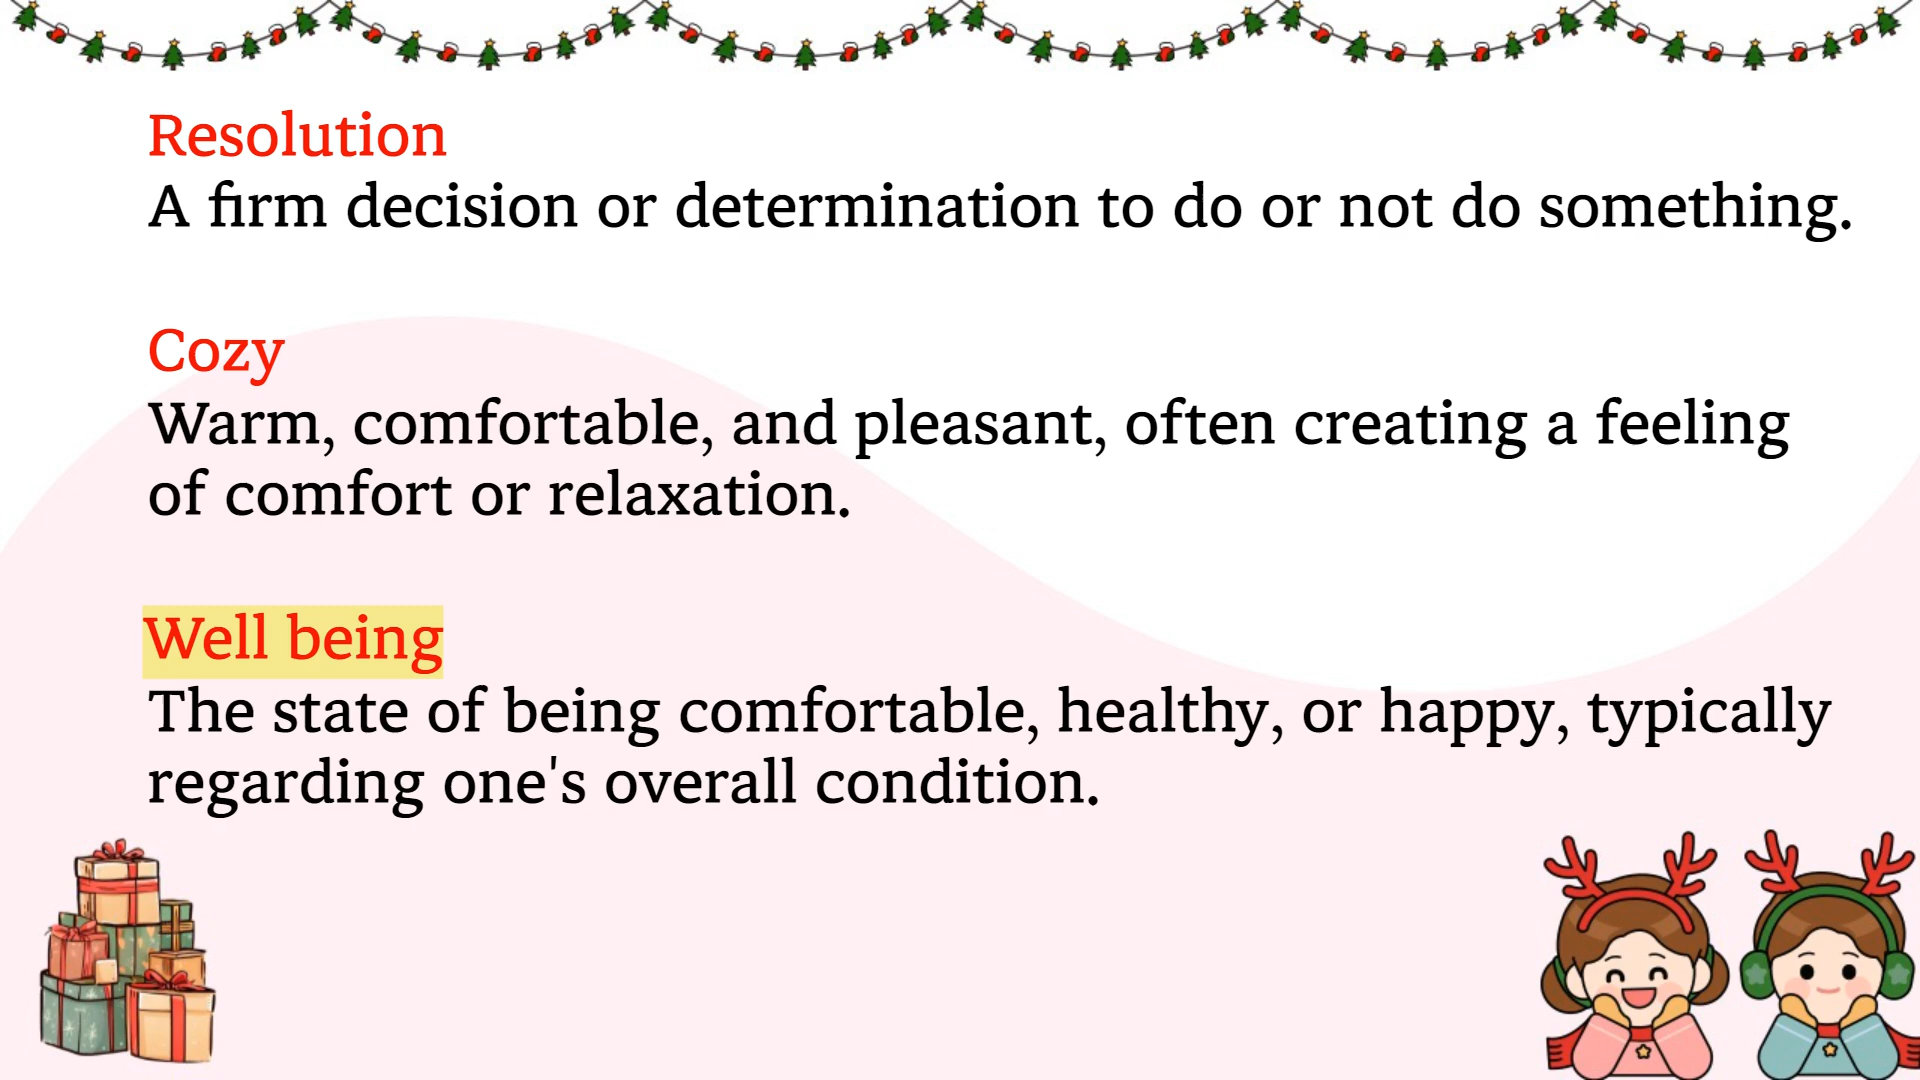 Resolution
A firm decision or determination to do or not do something.
Cozy
Warm, comfortable, and pleasant, often creating a feeling
of comfort or relaxation.
Well being
The state of being comfortable, healthy, or happy, typically
regarding one's overall condition.